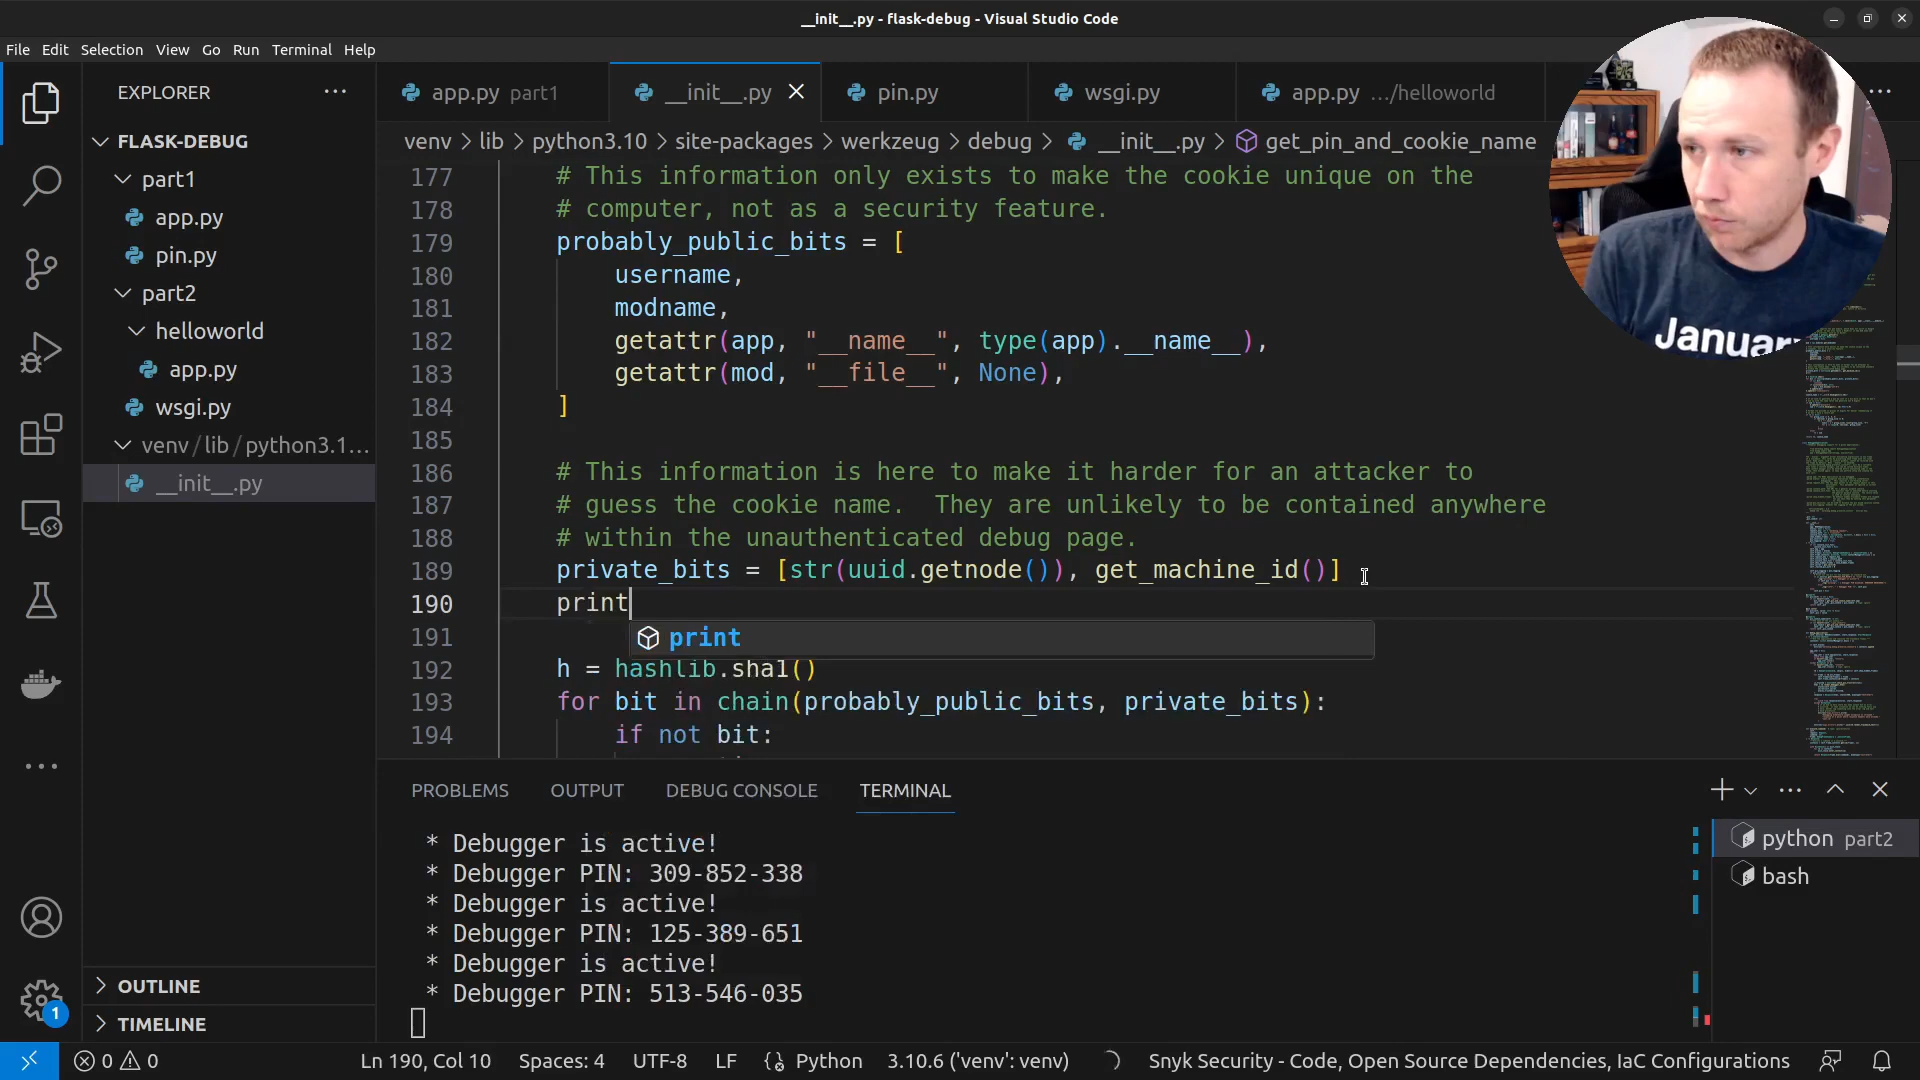 __init__.py - flask-debug - Visual Studio Code
File Edit Selection View Go Run Terminal Help
EXPLORER
app.py part1
__init__.py
pin.py
wsgi.py
app.py .../helloworld
venv > lib > python3.10 > site-packages > werkzeug > debug > __init__.py > get_pin_and_cookie_name
FLASK-DEBUG
part1
app.py
pin.py
part2
helloworld
app.py
wsgi.py
venv / lib / python3.1...
__init__.py
OUTLINE
TIMELINE
177 # This information only exists to make the cookie unique on the
178 # computer, not as a security feature.
179 probably_public_bits = [
180 username,
181 modname,
182 getattr(app, "__name__", type(app).__name__),
183 getattr(mod, "__file__", None),
184 ]
185
186 # This information is here to make it harder for an attacker to
187 # guess the cookie name.  They are unlikely to be contained anywhere
188 # within the unauthenticated debug page.
189 private_bits = [str(uuid.getnode()), get_machine_id()]
190 print
191 print
192 h = hashlib.sha1()
193 for bit in chain(probably_public_bits, private_bits):
194 if not bit:
Januar
PROBLEMS OUTPUT DEBUG CONSOLE TERMINAL
* Debugger is active!
* Debugger PIN: 309-852-338
* Debugger is active!
* Debugger PIN: 125-389-651
* Debugger is active!
* Debugger PIN: 513-546-035
python part2
bash
1
0 0
Ln 190, Col 10 Spaces: 4 UTF-8 LF Python 3.10.6 ('venv': venv) Snyk Security - Code, Open Source Dependencies, IaC Configurations